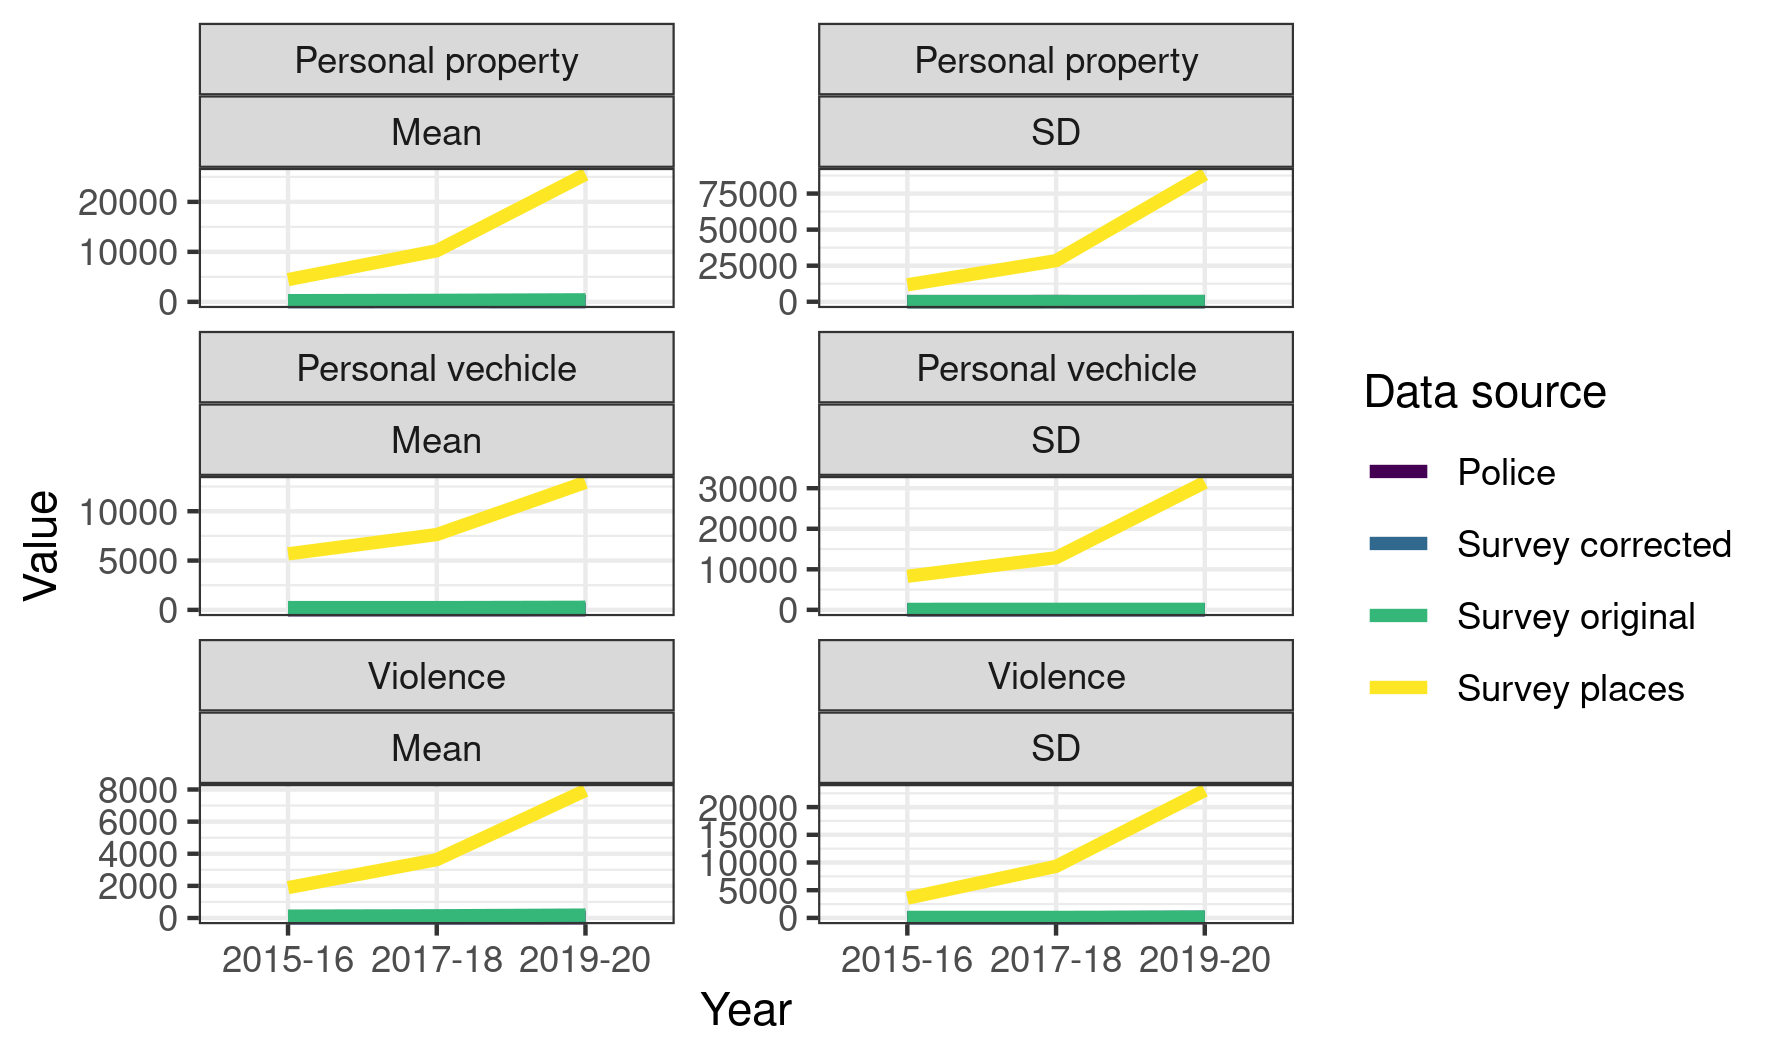 Personal property
Personal property
Mean
SD
20000
10000
0
75000
50000
25000
0
Personal vechicle
Personal vechicle
Mean
SD
10000
5000
0
30000
20000
10000
0
Violence
Violence
Mean
SD
8000
6000
4000
2000
0
20000
15000
10000
5000
0
2015-16 2017-18 2019-20
2015-16 2017-18 2019-20
Year
Value
Data source
Police
Survey corrected
Survey original
Survey places